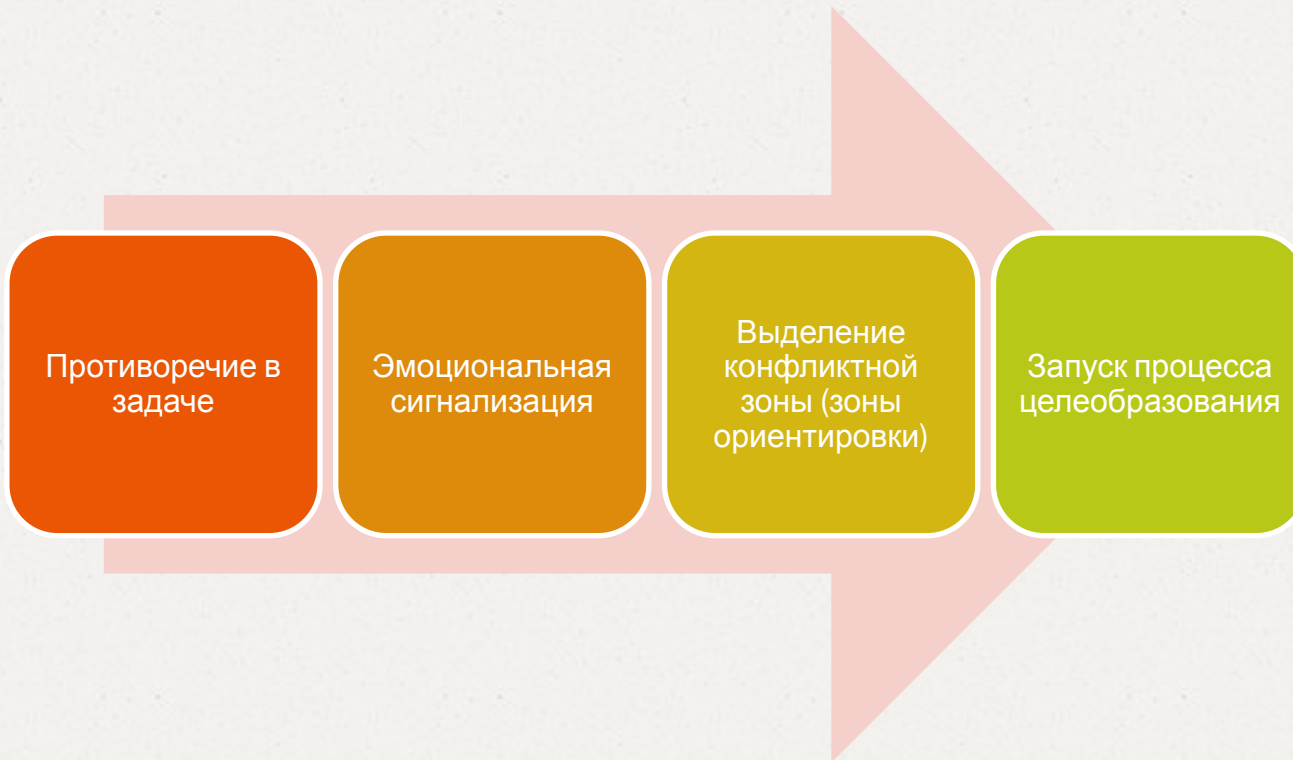 Противоречие в
задаче
Эмоциональная
сигнализация
Выделение
конфликтной
зоны (зоны
ориентировки)
Запуск процесса
целеобразования